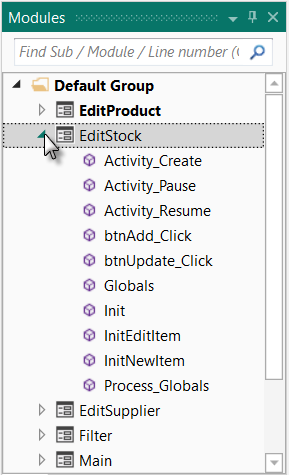 Modules
Find Sub / Module / Line number (
Default Group
EditProduct
EditStock
Activity_Create
Activity_Pause
Activity_Resume
btnAdd_Click
btnUpdate_Click
Globals
Init
InitEditItem
InitNewItem
Process_Globals
EditSupplier
Filter
Main